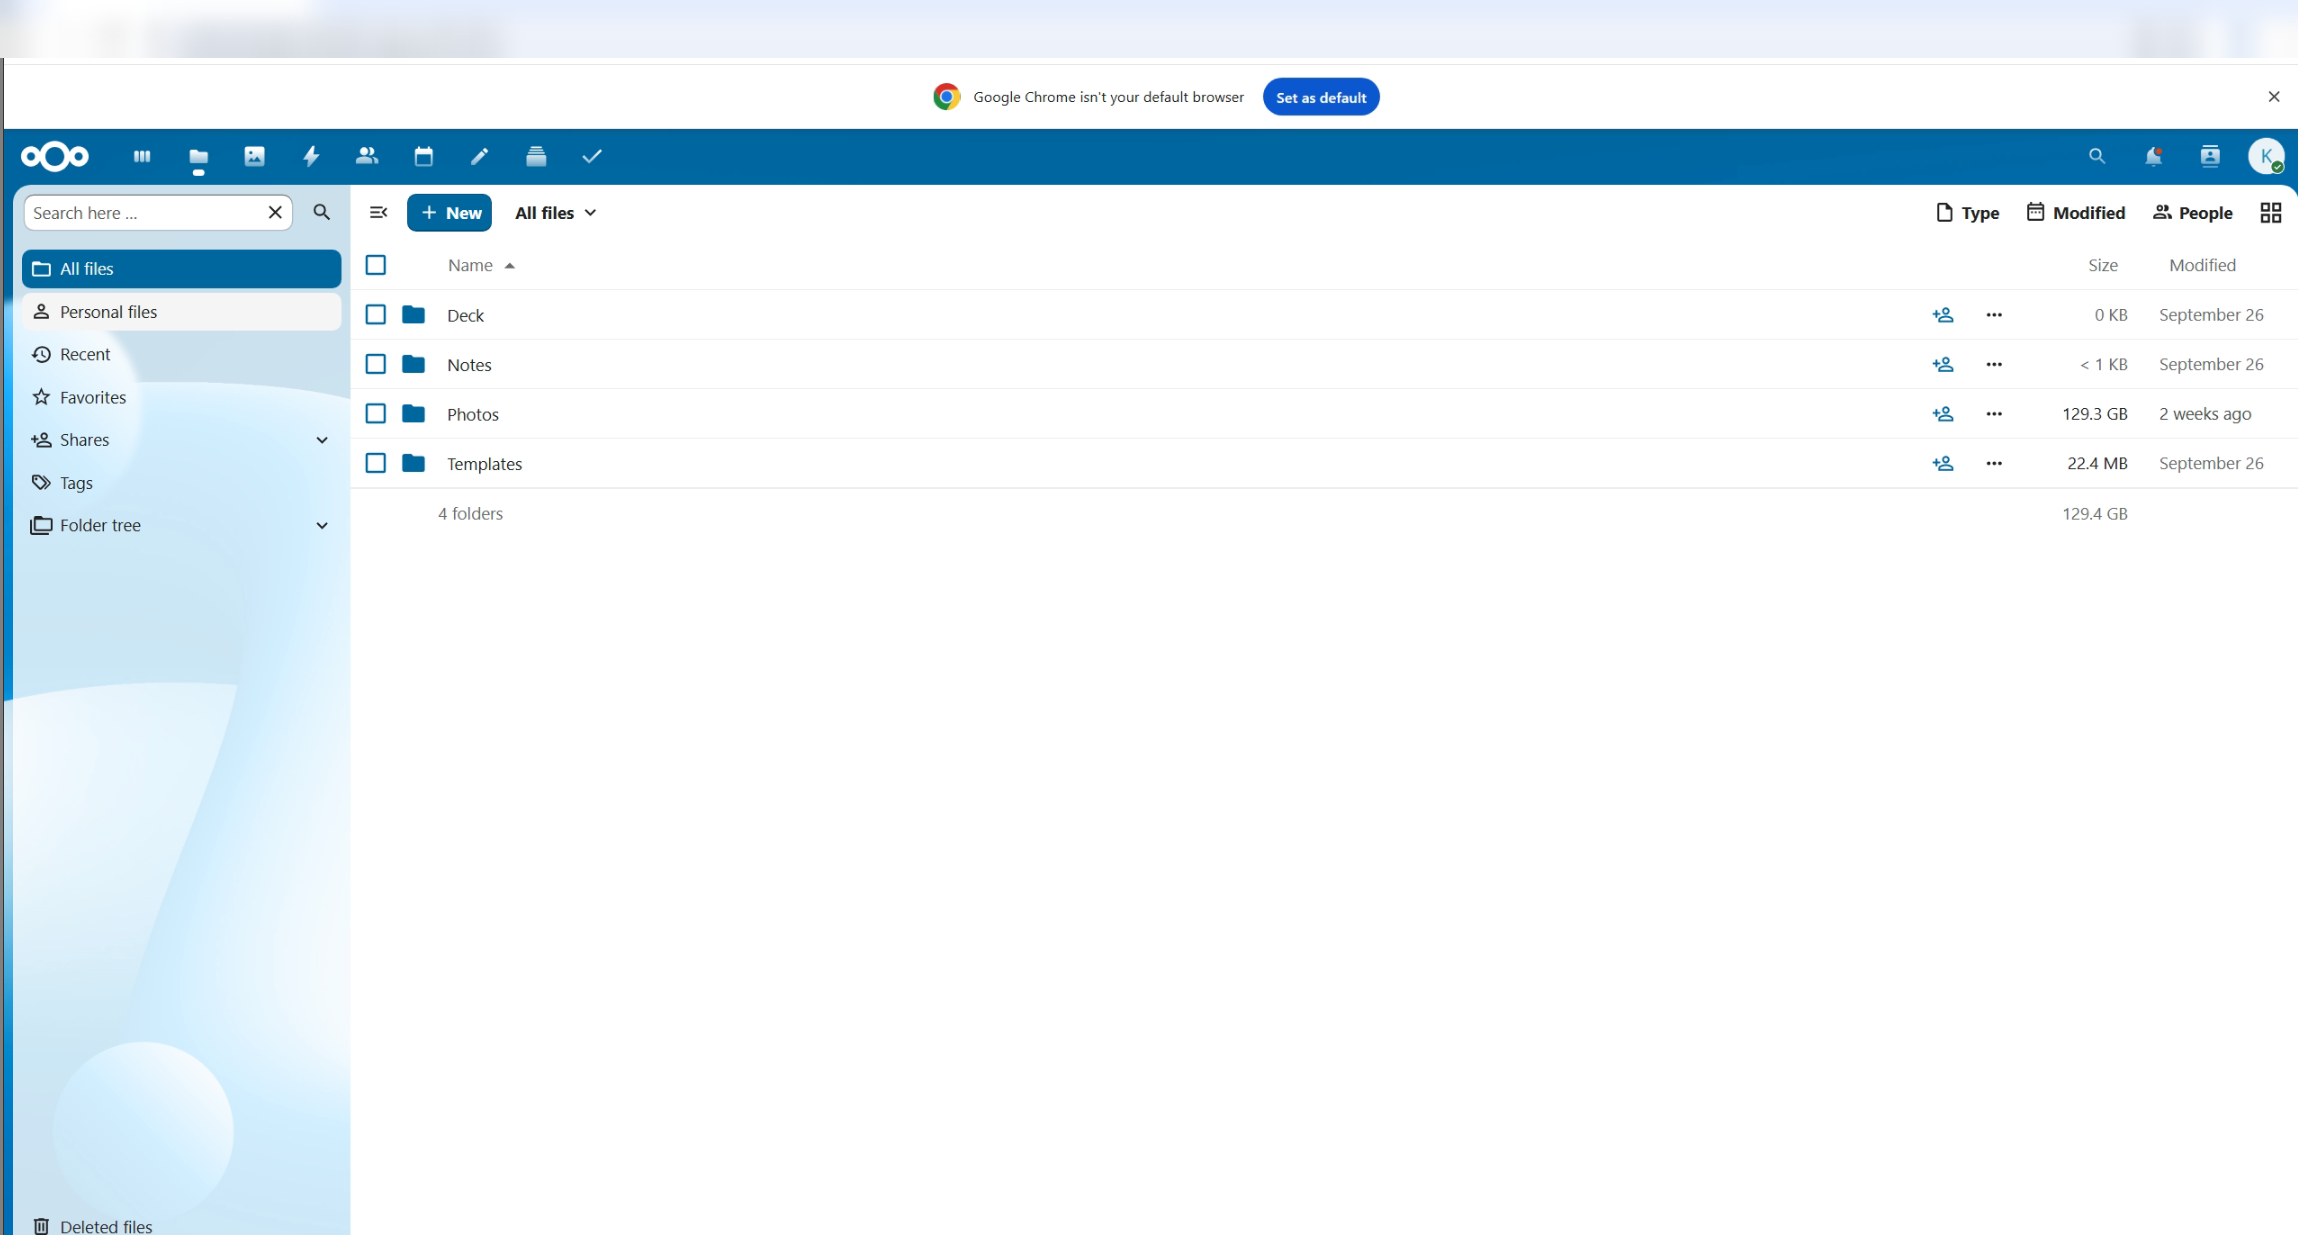 Google Chrome isn't your default browser Set as default
K
Search here ...
New All files Type Modified People
All files
Personal files
Recent
Favorites
Shares
Tags
Folder tree
Deleted files
Name Size Modified
Deck 0 KB September 26
Notes < 1 KB September 26
Photos 129.3 GB 2 weeks ago
Templates 22.4 MB September 26
4 folders 129.4 GB